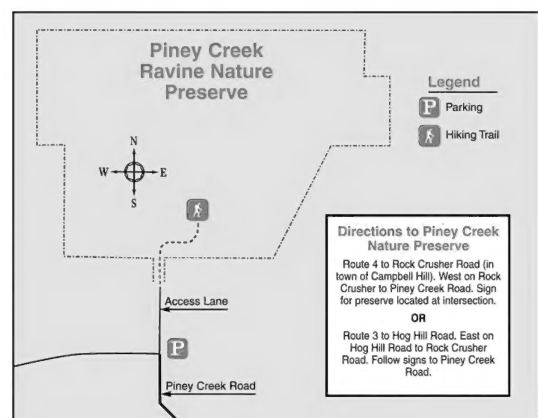 Piney Creek
Ravine Nature
Preserve
N
W
E
S
Legend
P Parking
Hiking Trail
Directions to Piney Creek
Nature Preserve
Route 4 to Rock Crusher Road (in
town of Campbell Hill). West on Rock
Crusher to Piney Creek Road. Sign
for preserve located at intersection.
OR
Route 3 to Hog Hill Road. East on
Hog Hill Road to Rock Crusher
Road. Follow signs to Piney Creek
Road.
Access Lane
P
Piney Creek Road